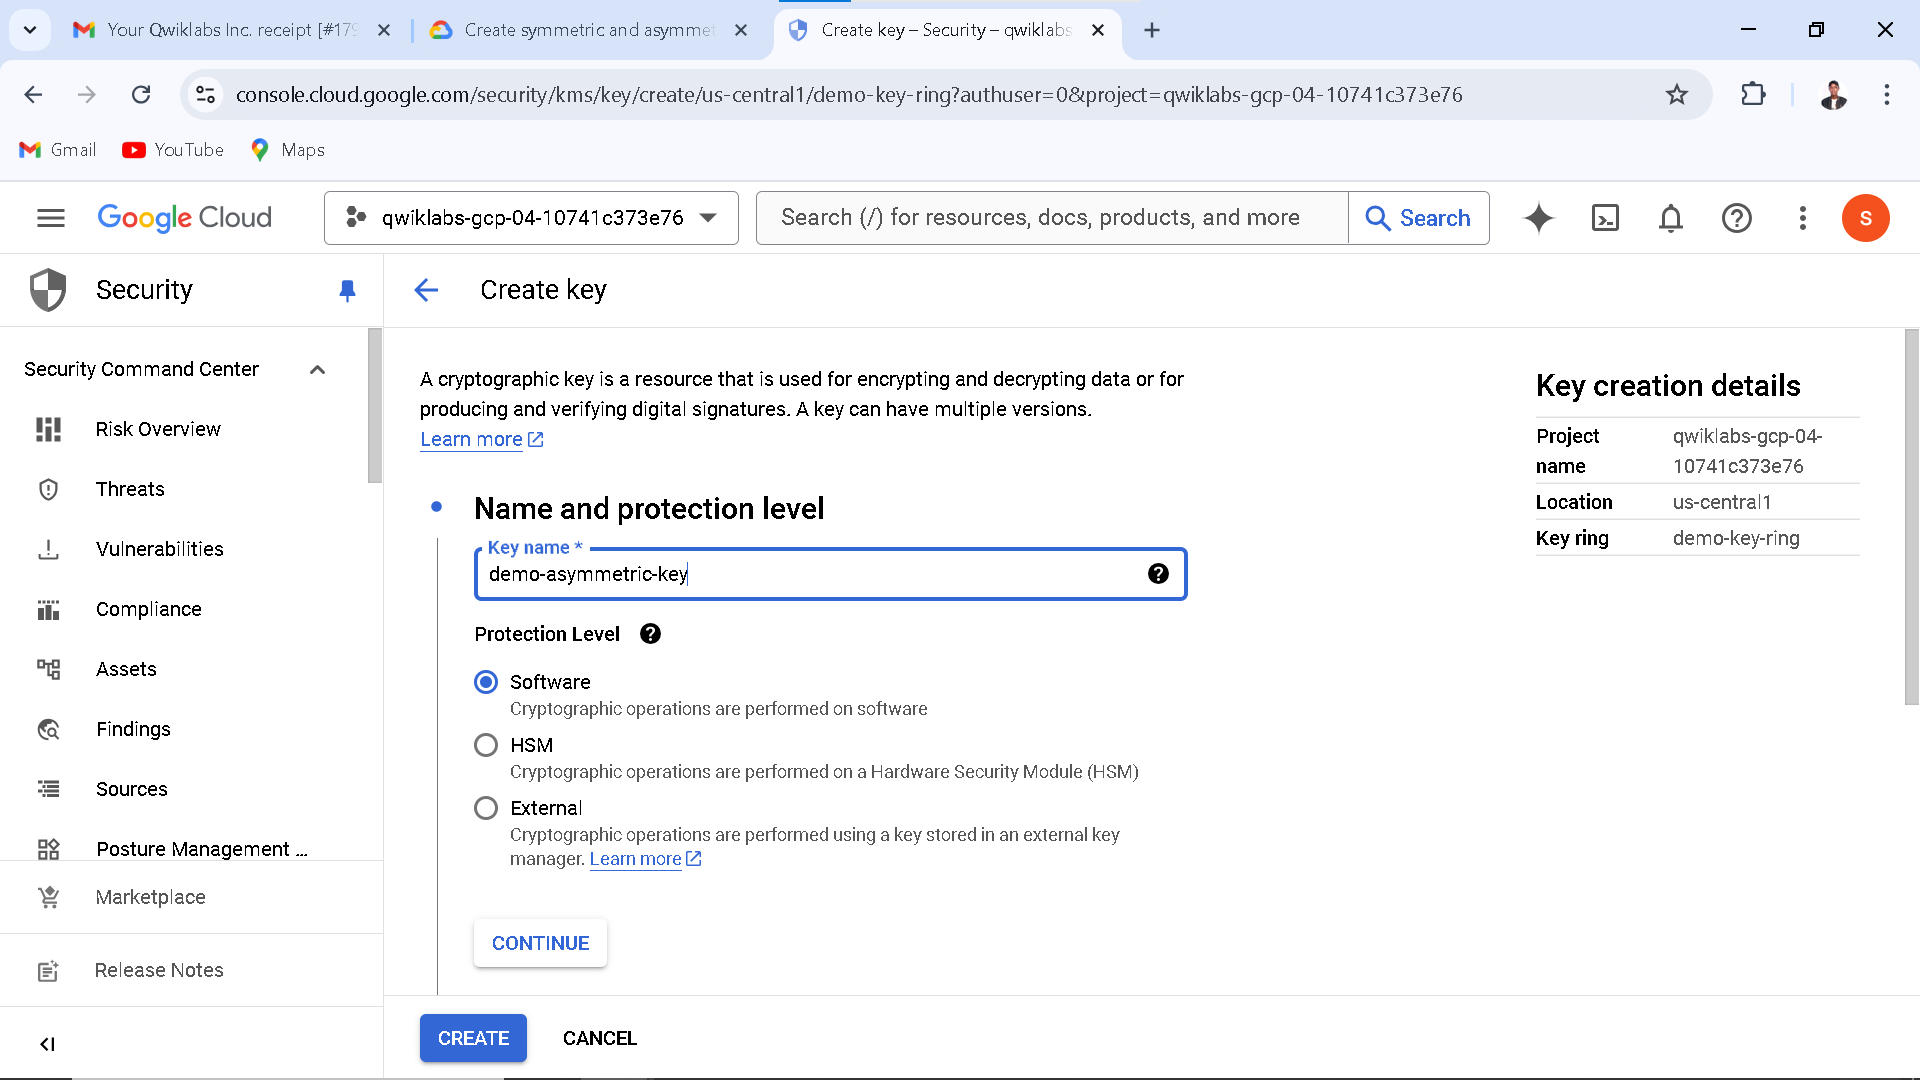 Your Qwiklabs Inc. receipt [#179
Create symmetric and asymmet
Create key – Security – qwiklabs
console.cloud.google.com/security/kms/key/create/us-central1/demo-key-ring?authuser=0&project=qwiklabs-gcp-04-10741c373e76
Gmail
YouTube
Maps
Google Cloud
qwiklabs-gcp-04-10741c373e76
Search (/) for resources, docs, products, and more
Search
S
Security
Create key
Security Command Center
Risk Overview
Threats
Vulnerabilities
Compliance
Assets
Findings
Sources
Posture Management ...
Marketplace
Release Notes
A cryptographic key is a resource that is used for encrypting and decrypting data or for
producing and verifying digital signatures. A key can have multiple versions.
Learn more
Name and protection level
Key name *
demo-asymmetric-key
Protection Level
Software
Cryptographic operations are performed on software
HSM
Cryptographic operations are performed on a Hardware Security Module (HSM)
External
Cryptographic operations are performed using a key stored in an external key
manager. Learn more
CONTINUE
CREATE
CANCEL
Key creation details
Project name qwiklabs-gcp-04-10741c373e76
Location us-central1
Key ring demo-key-ring